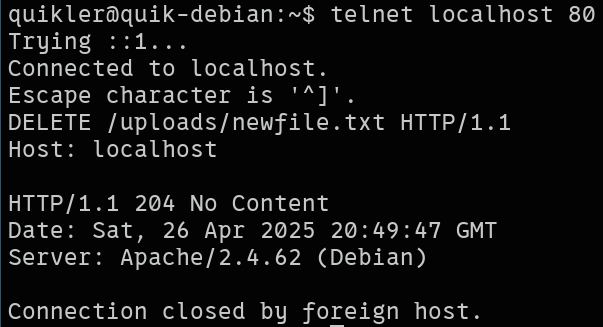 quikler@quik-debian:~$ telnet localhost 80
Trying ::1...
Connected to localhost.
Escape character is '^]'.
DELETE /uploads/newfile.txt HTTP/1.1
Host: localhost

HTTP/1.1 204 No Content
Date: Sat, 26 Apr 2025 20:49:47 GMT
Server: Apache/2.4.62 (Debian)

Connection closed by foreign host.